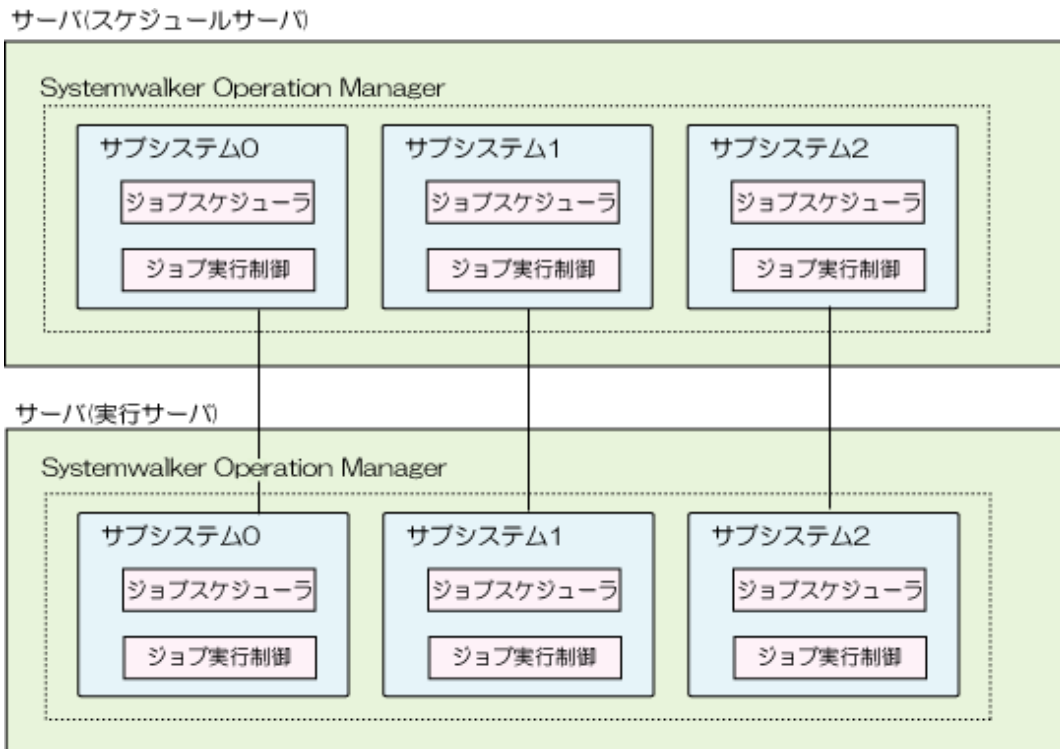 サーバ(スケジュールサーバ)
Systemwalker Operation Manager
サブシステム0
サブシステム1
サブシステム2
ジョブスケジューラ
ジョブスケジューラ
ジョブスケジューラ
ジョブ実行制御
ジョブ実行制御
ジョブ実行制御
サーバ(実行サーバ)
Systemwalker Operation Manager
サブシステム0
サブシステム1
サブシステム2
ジョブスケジューラ
ジョブスケジューラ
ジョブスケジューラ
ジョブ実行制御
ジョブ実行制御
ジョブ実行制御